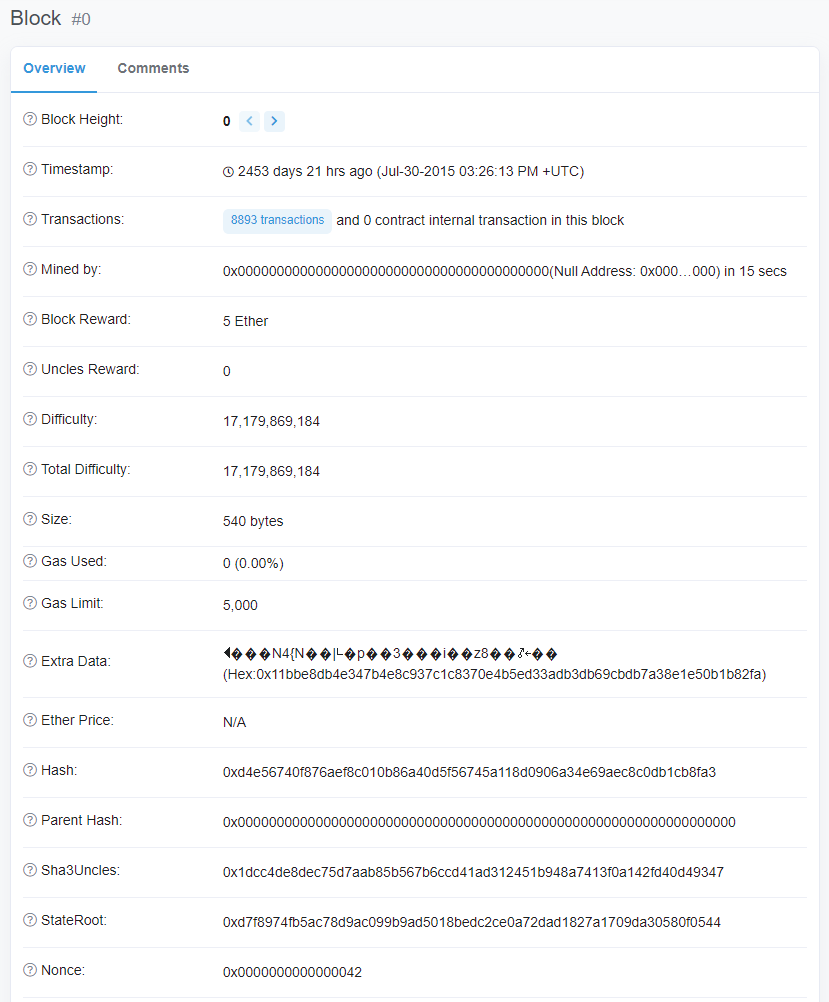 Block #0
Overview Comments
Block Height: 0
Timestamp: 2453 days 21 hrs ago (Jul-30-2015 03:26:13 PM +UTC)
Transactions: 8893 transactions and 0 contract internal transaction in this block
Mined by: 0x0000000000000000000000000000000000000000(Null Address: 0x000…000) in 15 secs
Block Reward: 5 Ether
Uncles Reward: 0
Difficulty: 17,179,869,184
Total Difficulty: 17,179,869,184
Size: 540 bytes
Gas Used: 0 (0.00%)
Gas Limit: 5,000
Extra Data: ���N4{N��|�p��3���i��z8�����
(Hex:0x11bbe8db4e347b4e8c937c1c8370e4b5ed33adb3db69cbdb7a38e1e50b1b82fa)
Ether Price: N/A
Hash: 0xd4e56740f876aef8c010b86a40d5f56745a118d0906a34e69aec8c0db1cb8fa3
Parent Hash: 0x0000000000000000000000000000000000000000000000000000000000000000
Sha3Uncles: 0x1dcc4de8dec75d7aab85b567b6ccd41ad312451b948a7413f0a142fd40d49347
StateRoot: 0xd7f8974fb5ac78d9ac099b9ad5018bedc2ce0a72dad1827a1709da30580f0544
Nonce: 0x0000000000000042